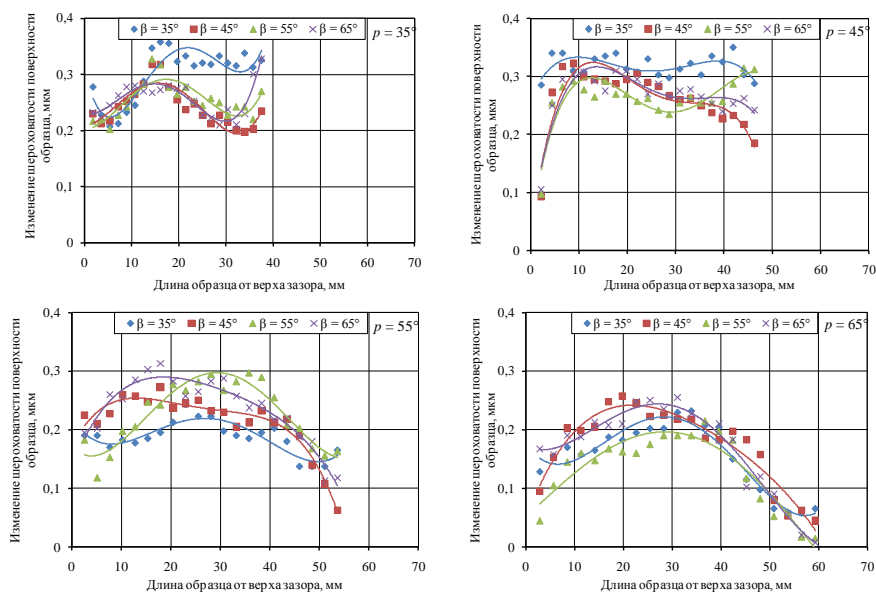 β = 35° β = 45° β = 55° β = 65°
p = 35°
0,4
0,3
0,2
0,1
0
0 10 20 30 40 50 60 70
Изменение шероховатости поверхности
образца, мкм
Длина образца от верха зазора, мм
β = 35° β = 45° β = 55° β = 65°
p = 45°
0,4
0,3
0,2
0,1
0
0 10 20 30 40 50 60 70
Изменение шероховатости поверхности
образца, мкм
Длина образца от верха зазора, мм
β = 35° β = 45° β = 55° β = 65°
p = 55°
0,4
0,3
0,2
0,1
0
0 10 20 30 40 50 60 70
Изменение шероховатости поверхности
образца, мкм
Длина образца от верха зазора, мм
β = 35° β = 45° β = 55° β = 65°
p = 65°
0,4
0,3
0,2
0,1
0
0 10 20 30 40 50 60 70
Изменение шероховатости поверхности
образца, мкм
Длина образца от верха зазора, мм